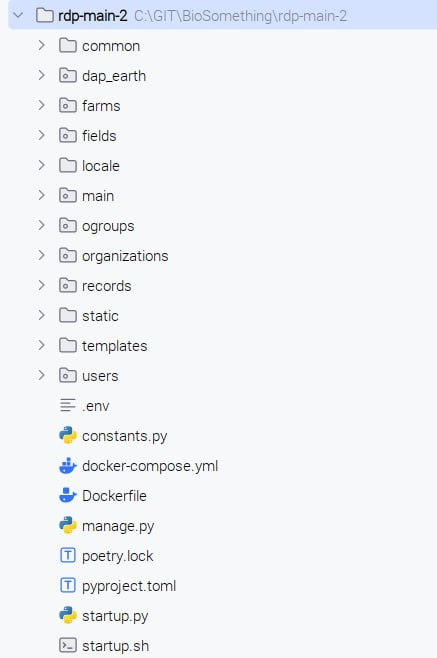 rdp-main-2 C:\GIT\BioSomething\rdp-main-2
common
dap_earth
farms
fields
locale
main
ogroups
organizations
records
static
templates
users
.env
constants.py
docker-compose.yml
Dockerfile
manage.py
poetry.lock
pyproject.toml
startup.py
startup.sh